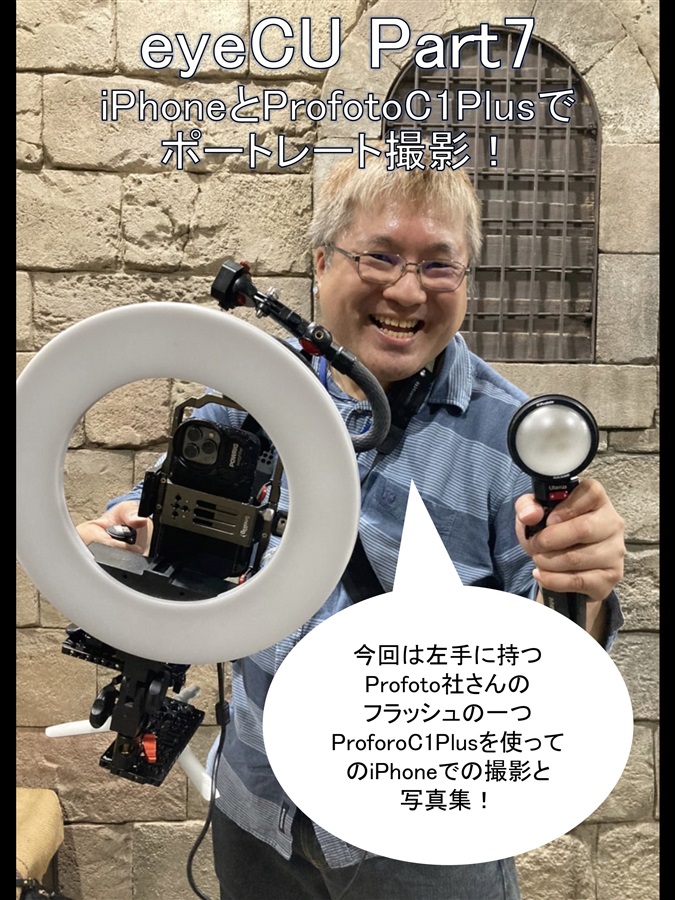 eyeCU Part7
iPhoneとProfotoC1Plusで
ポートレート撮影！
今回は左手に持つ
Profoto社さんの
フラッシュの一つ
ProforoC1Plusを使って
のiPhoneでの撮影と
写真集！
Ulanzi